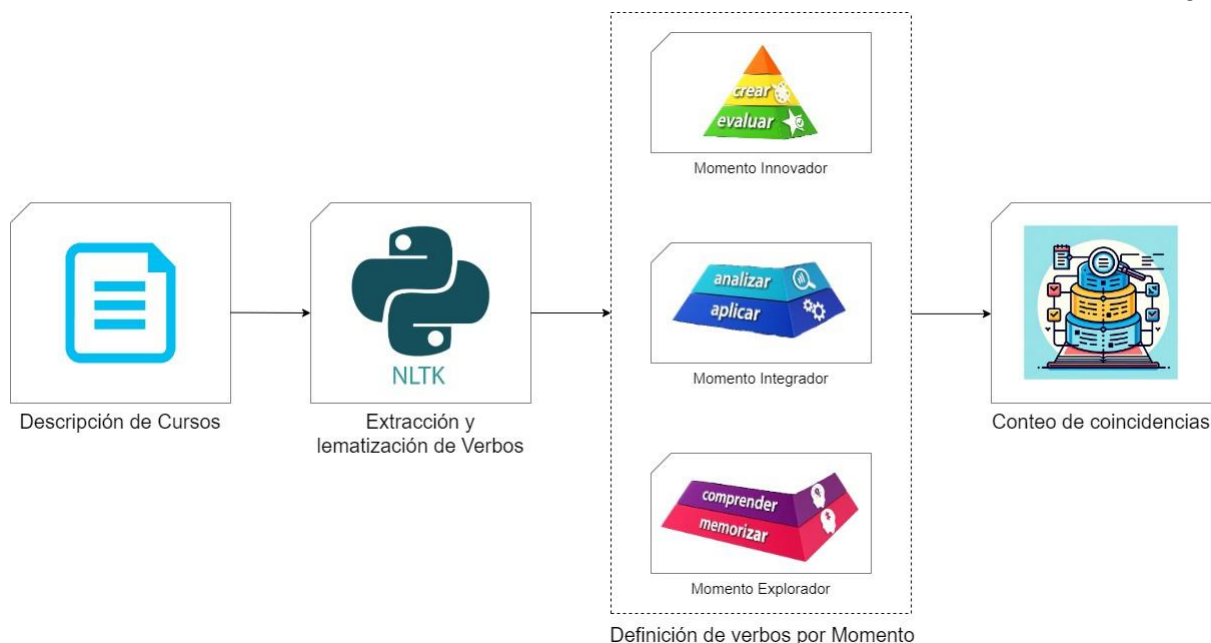 crear
evaluar
Momento Innovador
analizar
aplicar
Momento Integrador
comprender
memorizar
Momento Explorador
Definición de verbos por Momento
Descripción de Cursos
NLTK
Extracción y
lematización de Verbos
Conteo de coincidencias